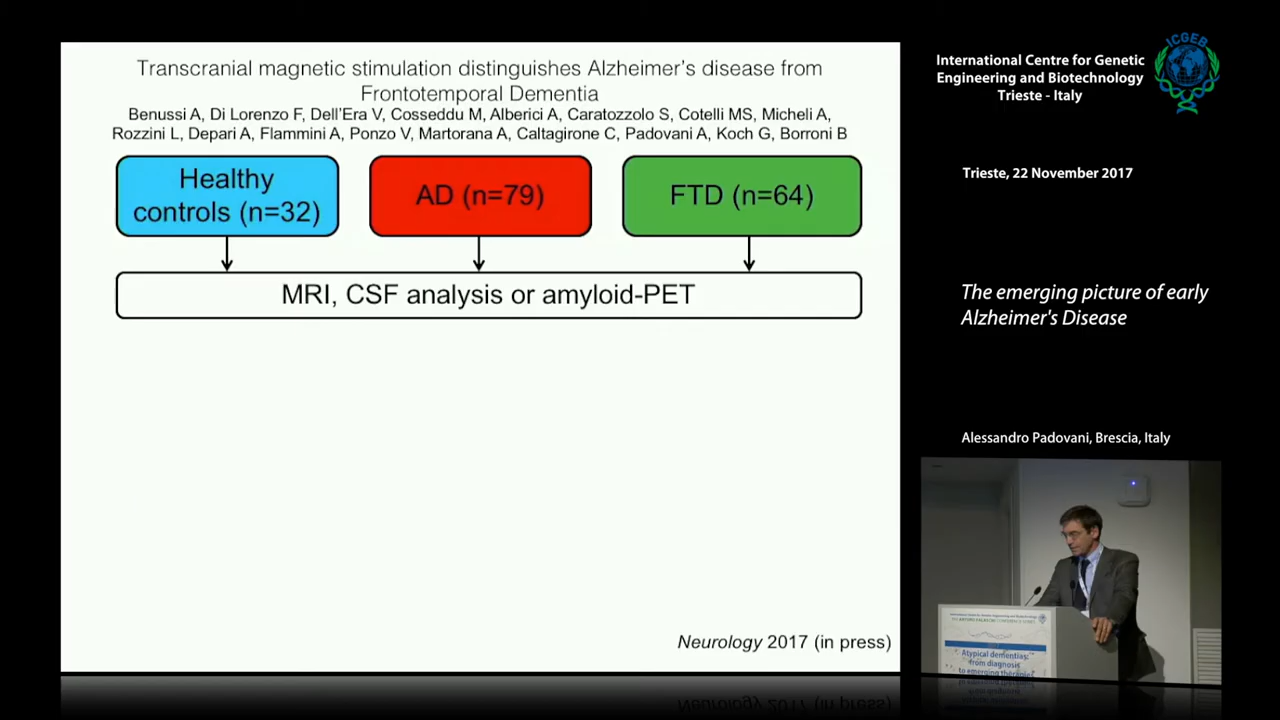 Transcranial magnetic stimulation distinguishes Alzheimer's disease from
Frontotemporal Dementia
Benussi A, Di Lorenzo F, Dell'Era V, Cosseddu M, Alberici A, Caratozzolo S, Cotelli MS, Micheli A,
Rozzini L, Depari A, Flammini A, Ponzo V, Martorana A, Caltagirone C, Padovani A, Koch G, Borroni B
Healthy
controls (n=32)
AD (n=79)
FTD (n=64)
MRI, CSF analysis or amyloid-PET
Neurology 2017 (in press)
International Centre for Genetic
Engineering and Biotechnology
Trieste - Italy
ICGEB
Trieste, 22 November 2017
The emerging picture of early
Alzheimer's Disease
Alessandro Padovani, Brescia, Italy
Atypical dementias:
from diagnosis
to emerging therapies